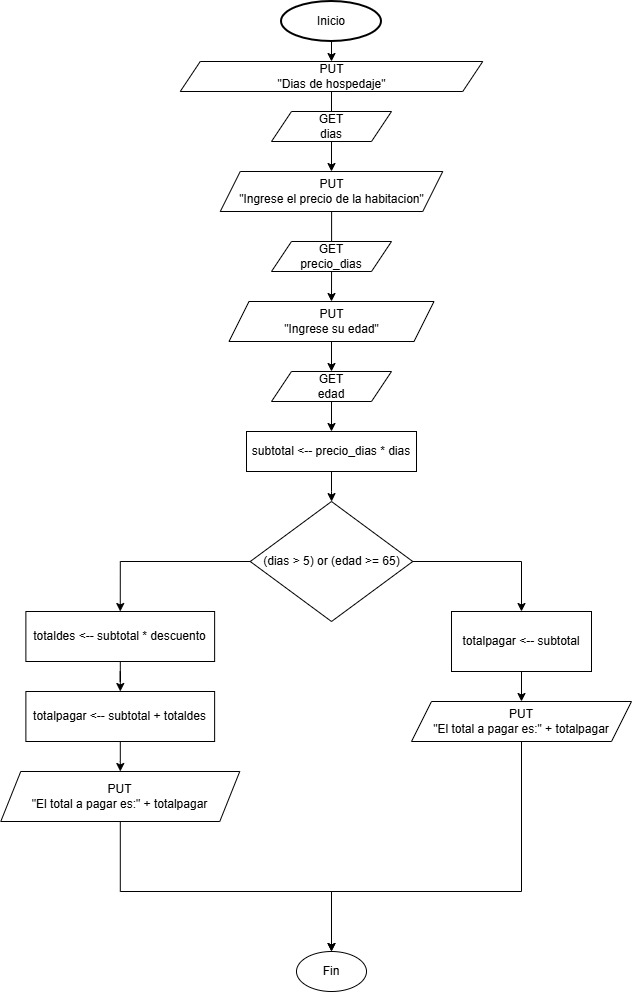 Inicio
PUT
"Dias de hospedaje"
GET
dias
PUT
"Ingrese el precio de la habitacion"
GET
precio_dias
PUT
"Ingrese su edad"
GET
edad
subtotal <-- precio_dias * dias
(dias > 5) or (edad >= 65)
totaldes <-- subtotal * descuento
totalpagar <-- subtotal + totaldes
PUT
"El total a pagar es:" + totalpagar
totalpagar <-- subtotal
PUT
"El total a pagar es:" + totalpagar
Fin